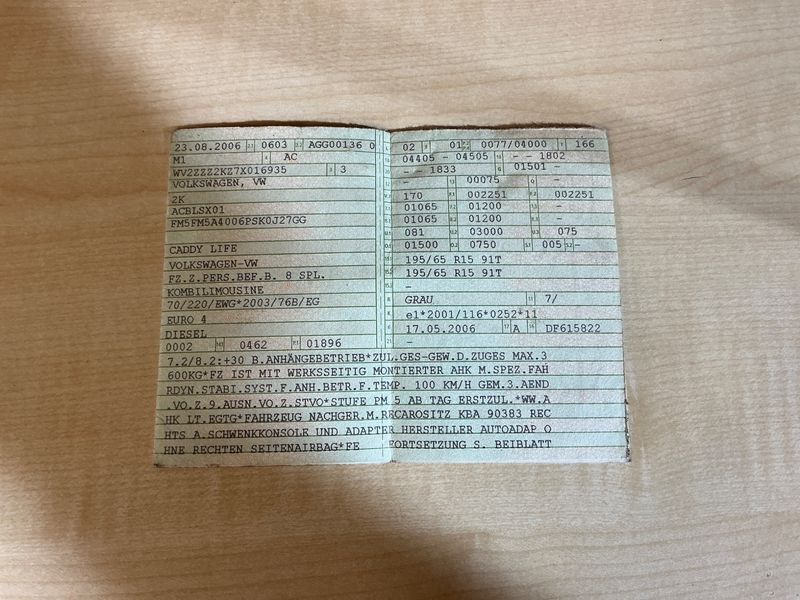 23.08.2006 0603 AGG00136 0
M1 AC
WV2ZZZ2KZ7X016935 3
VOLKSWAGEN, VW
2K
ACBLSX01
FM5FM5A4006PSK0J27GG
CADDY LIFE
VOLKSWAGEN-VW
FZ.Z.PERS.BEF.B. 8 SPL.
KOMBILIMOUSINE
70/220/EWG*2003/76B/EG
EURO 4
DIESEL
0002 0462 01896
02 01 0077/04000 166
04405 - 04505 - - 1802
- - 1833 01501 -
- 00075 -
170 002251 002251
01065 01200 -
01065 01200 -
081 03000 075
01500 0750 005 -
195/65 R15 91T
195/65 R15 91T
-
GRAU 7/
e1*2001/116*0252*11
17.05.2006 A DF615822
-
7.2/8.2:+30 B.ANHÄNGEBETRIEB*ZUL.GES-GEW.D.ZUGES MAX.3
600KG*FZ IST MIT WERKSSEITIG MONTIERTER AHK M.SPEZ.FAH
RDYN.STABI.SYST.F.ANH.BETR.F.TEMP. 100 KM/H GEM.3.AEND
.VO.Z.9.AUSN.VO.Z.STVO*STUFE PM 5 AB TAG ERSTZUL.*WW.A
HK LT.EGTG*FAHRZEUG NACHGER.M.RECAROSITZ KBA 90383 REC
HTS A.SCHWENKKONSOLE UND ADAPTER HERSTELLER AUTOADAP O
HNE RECHTEN SEITENAIRBAG*FE FORTSETZUNG S. BEIBLATT